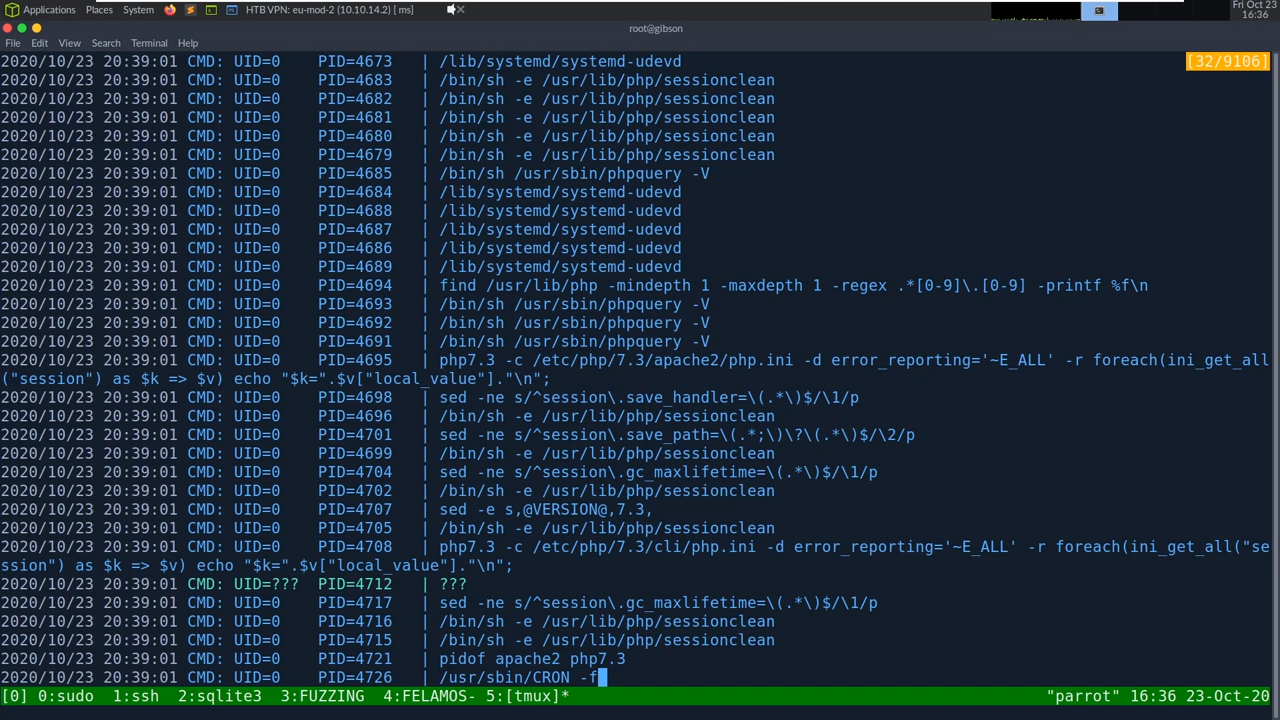 Applications Places System HTB VPN: eu-mod-2 (10.10.14.2) [ ms] Fri Oct 23
16:36
root@gibson
File Edit View Search Terminal Help
2020/10/23 20:39:01 CMD: UID=0 PID=4673 | /lib/systemd/systemd-udevd [32/9106]
2020/10/23 20:39:01 CMD: UID=0 PID=4683 | /bin/sh -e /usr/lib/php/sessionclean
2020/10/23 20:39:01 CMD: UID=0 PID=4682 | /bin/sh -e /usr/lib/php/sessionclean
2020/10/23 20:39:01 CMD: UID=0 PID=4681 | /bin/sh -e /usr/lib/php/sessionclean
2020/10/23 20:39:01 CMD: UID=0 PID=4680 | /bin/sh -e /usr/lib/php/sessionclean
2020/10/23 20:39:01 CMD: UID=0 PID=4679 | /bin/sh -e /usr/lib/php/sessionclean
2020/10/23 20:39:01 CMD: UID=0 PID=4685 | /bin/sh /usr/sbin/phpquery -V
2020/10/23 20:39:01 CMD: UID=0 PID=4684 | /lib/systemd/systemd-udevd
2020/10/23 20:39:01 CMD: UID=0 PID=4688 | /lib/systemd/systemd-udevd
2020/10/23 20:39:01 CMD: UID=0 PID=4687 | /lib/systemd/systemd-udevd
2020/10/23 20:39:01 CMD: UID=0 PID=4686 | /lib/systemd/systemd-udevd
2020/10/23 20:39:01 CMD: UID=0 PID=4689 | /lib/systemd/systemd-udevd
2020/10/23 20:39:01 CMD: UID=0 PID=4694 | find /usr/lib/php -mindepth 1 -maxdepth 1 -regex .*[0-9]\.[0-9] -printf %f\n
2020/10/23 20:39:01 CMD: UID=0 PID=4693 | /bin/sh /usr/sbin/phpquery -V
2020/10/23 20:39:01 CMD: UID=0 PID=4692 | /bin/sh /usr/sbin/phpquery -V
2020/10/23 20:39:01 CMD: UID=0 PID=4691 | /bin/sh /usr/sbin/phpquery -V
2020/10/23 20:39:01 CMD: UID=0 PID=4695 | php7.3 -c /etc/php/7.3/apache2/php.ini -d error_reporting='~E_ALL' -r foreach(ini_get_all
("session") as $k => $v) echo "$k=".$v["local_value"]."\n";
2020/10/23 20:39:01 CMD: UID=0 PID=4698 | sed -ne s/^session\.save_handler=\(.*\)$/\1/p
2020/10/23 20:39:01 CMD: UID=0 PID=4696 | /bin/sh -e /usr/lib/php/sessionclean
2020/10/23 20:39:01 CMD: UID=0 PID=4701 | sed -ne s/^session\.save_path=\(.*;\)\?\(.*\)$/\2/p
2020/10/23 20:39:01 CMD: UID=0 PID=4699 | /bin/sh -e /usr/lib/php/sessionclean
2020/10/23 20:39:01 CMD: UID=0 PID=4704 | sed -ne s/^session\.gc_maxlifetime=\(.*\)$/\1/p
2020/10/23 20:39:01 CMD: UID=0 PID=4702 | /bin/sh -e /usr/lib/php/sessionclean
2020/10/23 20:39:01 CMD: UID=0 PID=4707 | sed -e s,@VERSION@,7.3,
2020/10/23 20:39:01 CMD: UID=0 PID=4705 | /bin/sh -e /usr/lib/php/sessionclean
2020/10/23 20:39:01 CMD: UID=0 PID=4708 | php7.3 -c /etc/php/7.3/cli/php.ini -d error_reporting='~E_ALL' -r foreach(ini_get_all("se
ssion") as $k => $v) echo "$k=".$v["local_value"]."\n";
2020/10/23 20:39:01 CMD: UID=??? PID=4712 | ???
2020/10/23 20:39:01 CMD: UID=0 PID=4717 | sed -ne s/^session\.gc_maxlifetime=\(.*\)$/\1/p
2020/10/23 20:39:01 CMD: UID=0 PID=4716 | /bin/sh -e /usr/lib/php/sessionclean
2020/10/23 20:39:01 CMD: UID=0 PID=4715 | /bin/sh -e /usr/lib/php/sessionclean
2020/10/23 20:39:01 CMD: UID=0 PID=4721 | pidof apache2 php7.3
2020/10/23 20:39:01 CMD: UID=0 PID=4726 | /usr/sbin/CRON -f
[0] 0:sudo 1:ssh 2:sqlite3 3:FUZZING 4:FELAMOS- 5:[tmux]* "parrot" 16:36 23-Oct-20